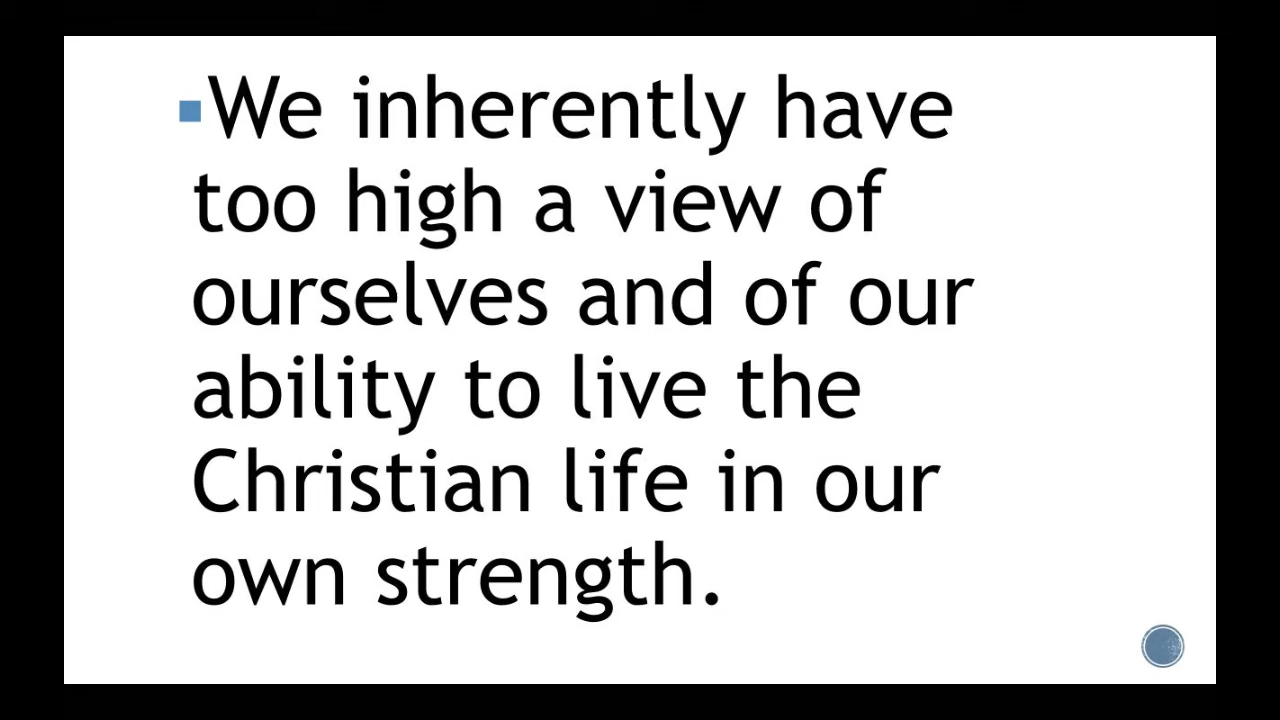 ▪We inherently have
too high a view of
ourselves and of our
ability to live the
Christian life in our
own strength.